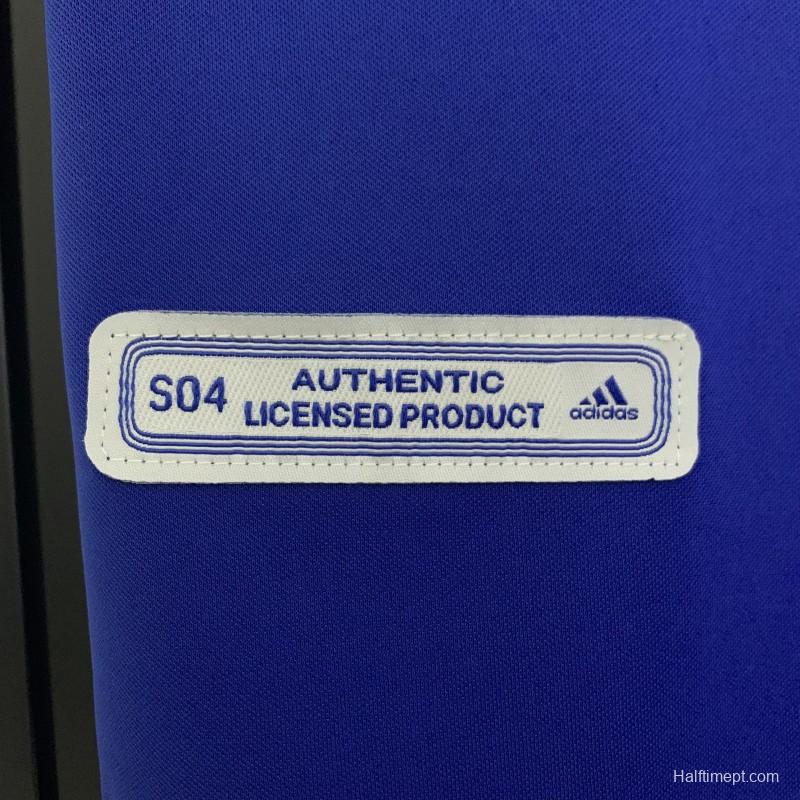 S04
AUTHENTIC
LICENSED PRODUCT
adidas
Halftimept.com